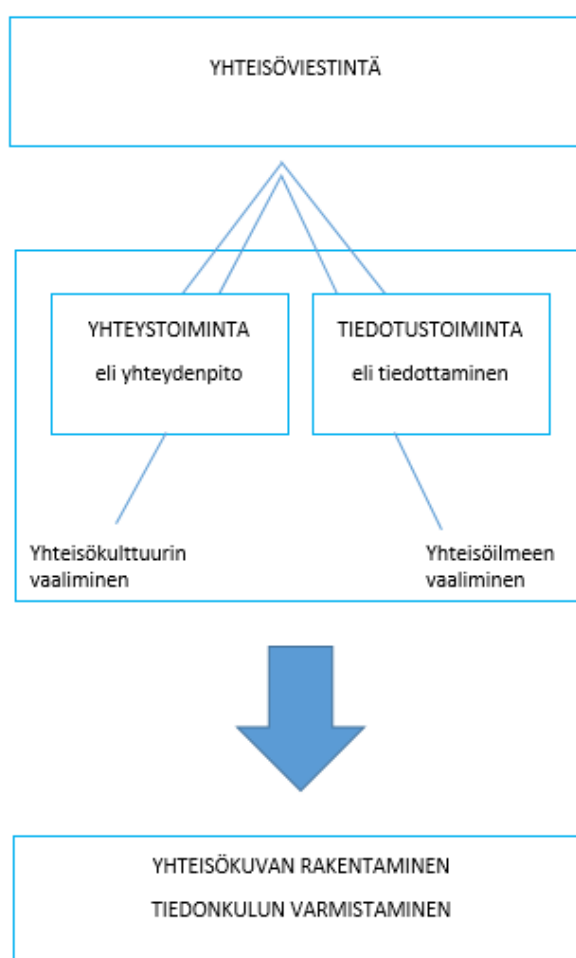 YHTEISÖVIESTINTÄ
YHTEYSTOIMINTA
eli yhteydenpito
TIEDOTUSTOIMINTA
eli tiedottaminen
Yhteisökulttuurin
vaaliminen
Yhteisöilmeen
vaaliminen
YHTEISÖKUVAN RAKENTAMINEN
TIEDONKULUN VARMISTAMINEN